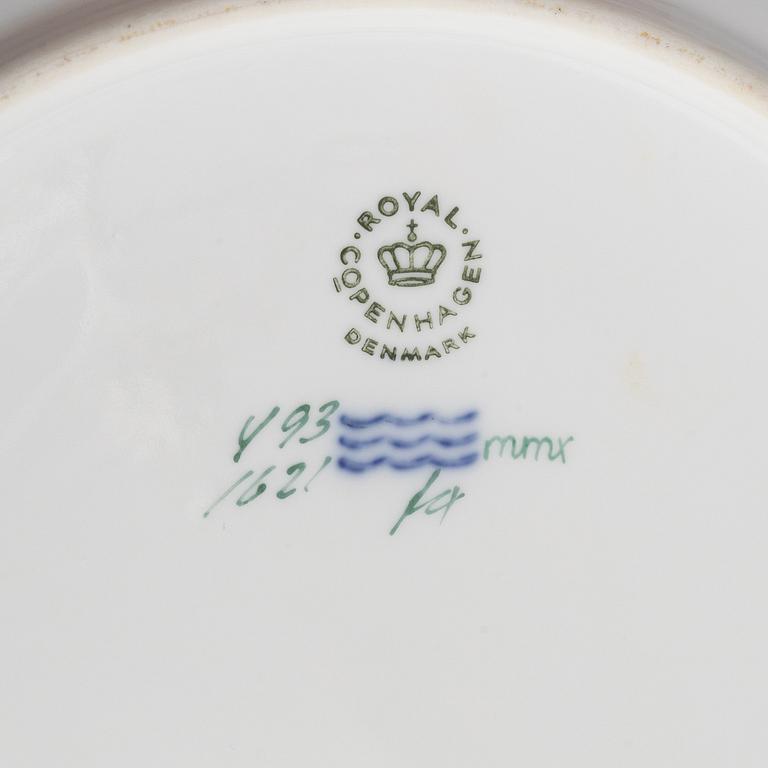 ROYAL
COPENHAGEN
DENMARK
493
mmx
1621